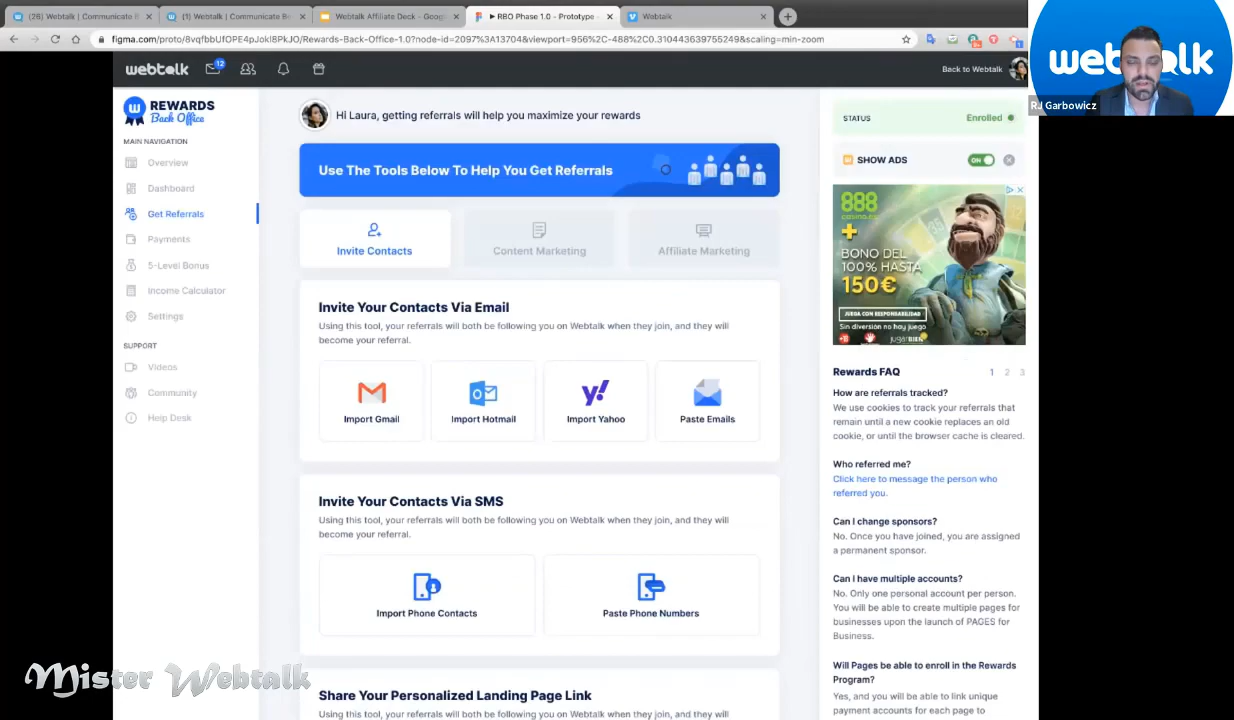 (26) Webtalk | Communicate B
(1) Webtalk | Communicate Be
Webtalk Affiliate Deck - Goog
▶ RBO Phase 1.0 - Prototype -
Webtalk
figma.com/proto/8vqfbbUfOPE4pJokl8PKJO/Rewards-Back-Office-1.0?node-id=2097%3A13704&viewport=956%2C-488%2C0.310443639755249&scaling=min-zoom
webtalk
12
Back to Webtalk
webtalk
RJ Garbowicz
REWARDS
Back Office
MAIN NAVIGATION
Overview
Dashboard
Get Referrals
Payments
5-Level Bonus
Income Calculator
Settings
SUPPORT
Videos
Community
Help Desk
Hi Laura, getting referrals will help you maximize your rewards
Use The Tools Below To Help You Get Referrals
Invite Contacts
Content Marketing
Affiliate Marketing
Invite Your Contacts Via Email
Using this tool, your referrals will both be following you on Webtalk when they join, and they will
become your referral.
Import Gmail
Import Hotmail
Import Yahoo
Paste Emails
Invite Your Contacts Via SMS
Using this tool, your referrals will both be following you on Webtalk when they join, and they will
become your referral.
Import Phone Contacts
Paste Phone Numbers
Share Your Personalized Landing Page Link
Using this tool, your referrals will both be following you on Webtalk when they join, and they will
STATUS
Enrolled
SHOW ADS
ON
888
casino.es
+
BONO DEL
100% HASTA
150€
JUEGA CON RESPONSABILIDAD
Sin diversión no hay juego
jugarBIEN
Rewards FAQ
1 2 3
How are referrals tracked?
We use cookies to track your referrals that
remain until a new cookie replaces an old
cookie, or until the browser cache is cleared.
Who referred me?
Click here to message the person who
referred you.
Can I change sponsors?
No. Once you have joined, you are assigned
a permanent sponsor.
Can I have multiple accounts?
No. Only one personal account per person.
You will be able to create multiple pages for
businesses upon the launch of PAGES for
Business.
Will Pages be able to enroll in the Rewards
Program?
Yes, and you will be able to link unique
payment accounts for each page to
Mister Webtalk